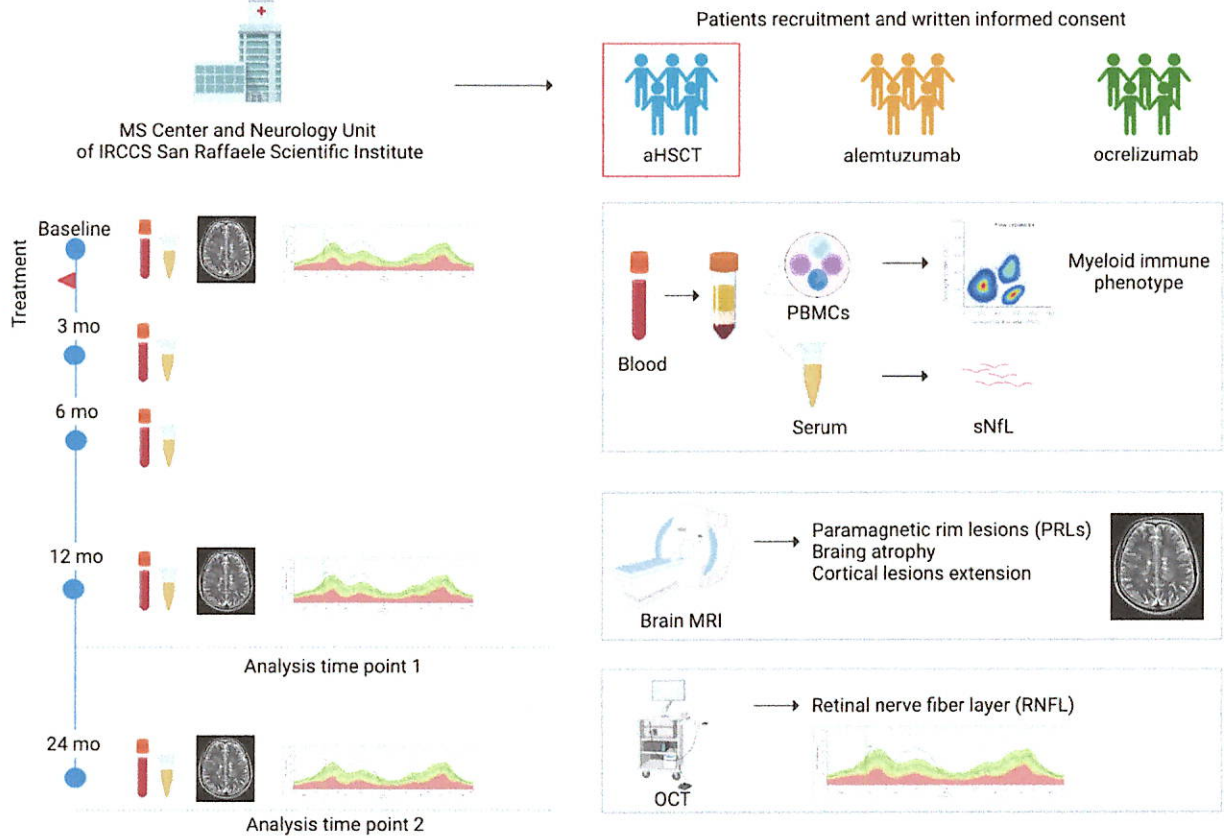 Patients recruitment and written informed consent
MS Center and Neurology Unit
of IRCCS San Raffaele Scientific Institute
aHSCT
alemtuzumab
ocrelizumab
Treatment
Baseline
3 mo
6 mo
12 mo
Analysis time point 1
24 mo
Analysis time point 2
Blood
PBMCs
Myeloid immune
phenotype
Serum
sNfL
Brain MRI
Paramagnetic rim lesions (PRLs)
Braing atrophy
Cortical lesions extension
OCT
Retinal nerve fiber layer (RNFL)